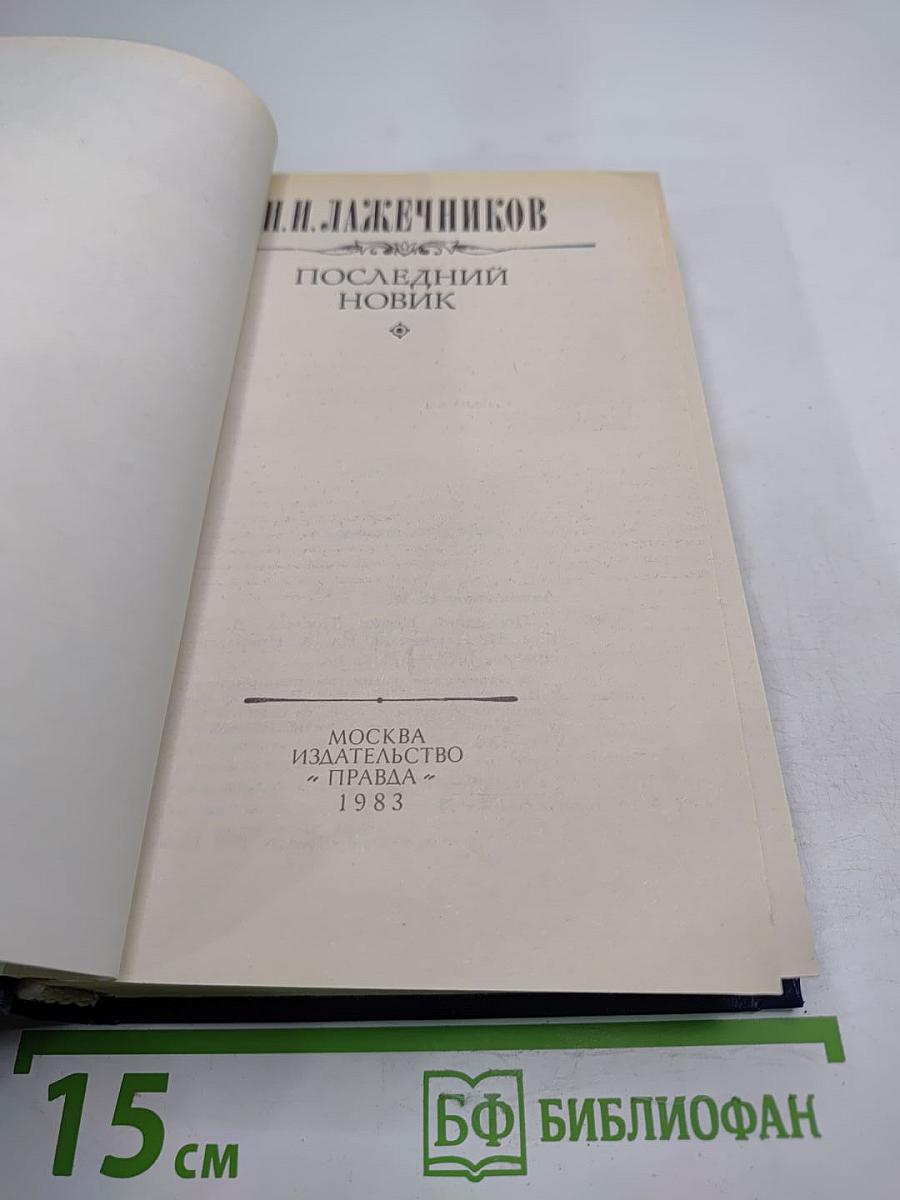 И. И. ЛАЖЕЧНИКОВ
ПОСЛЕДНИЙ
НОВИК
МОСКВА
ИЗДАТЕЛЬСТВО
„ ПРАВДА “
1983
15 см
БФ БИБЛИОФАН